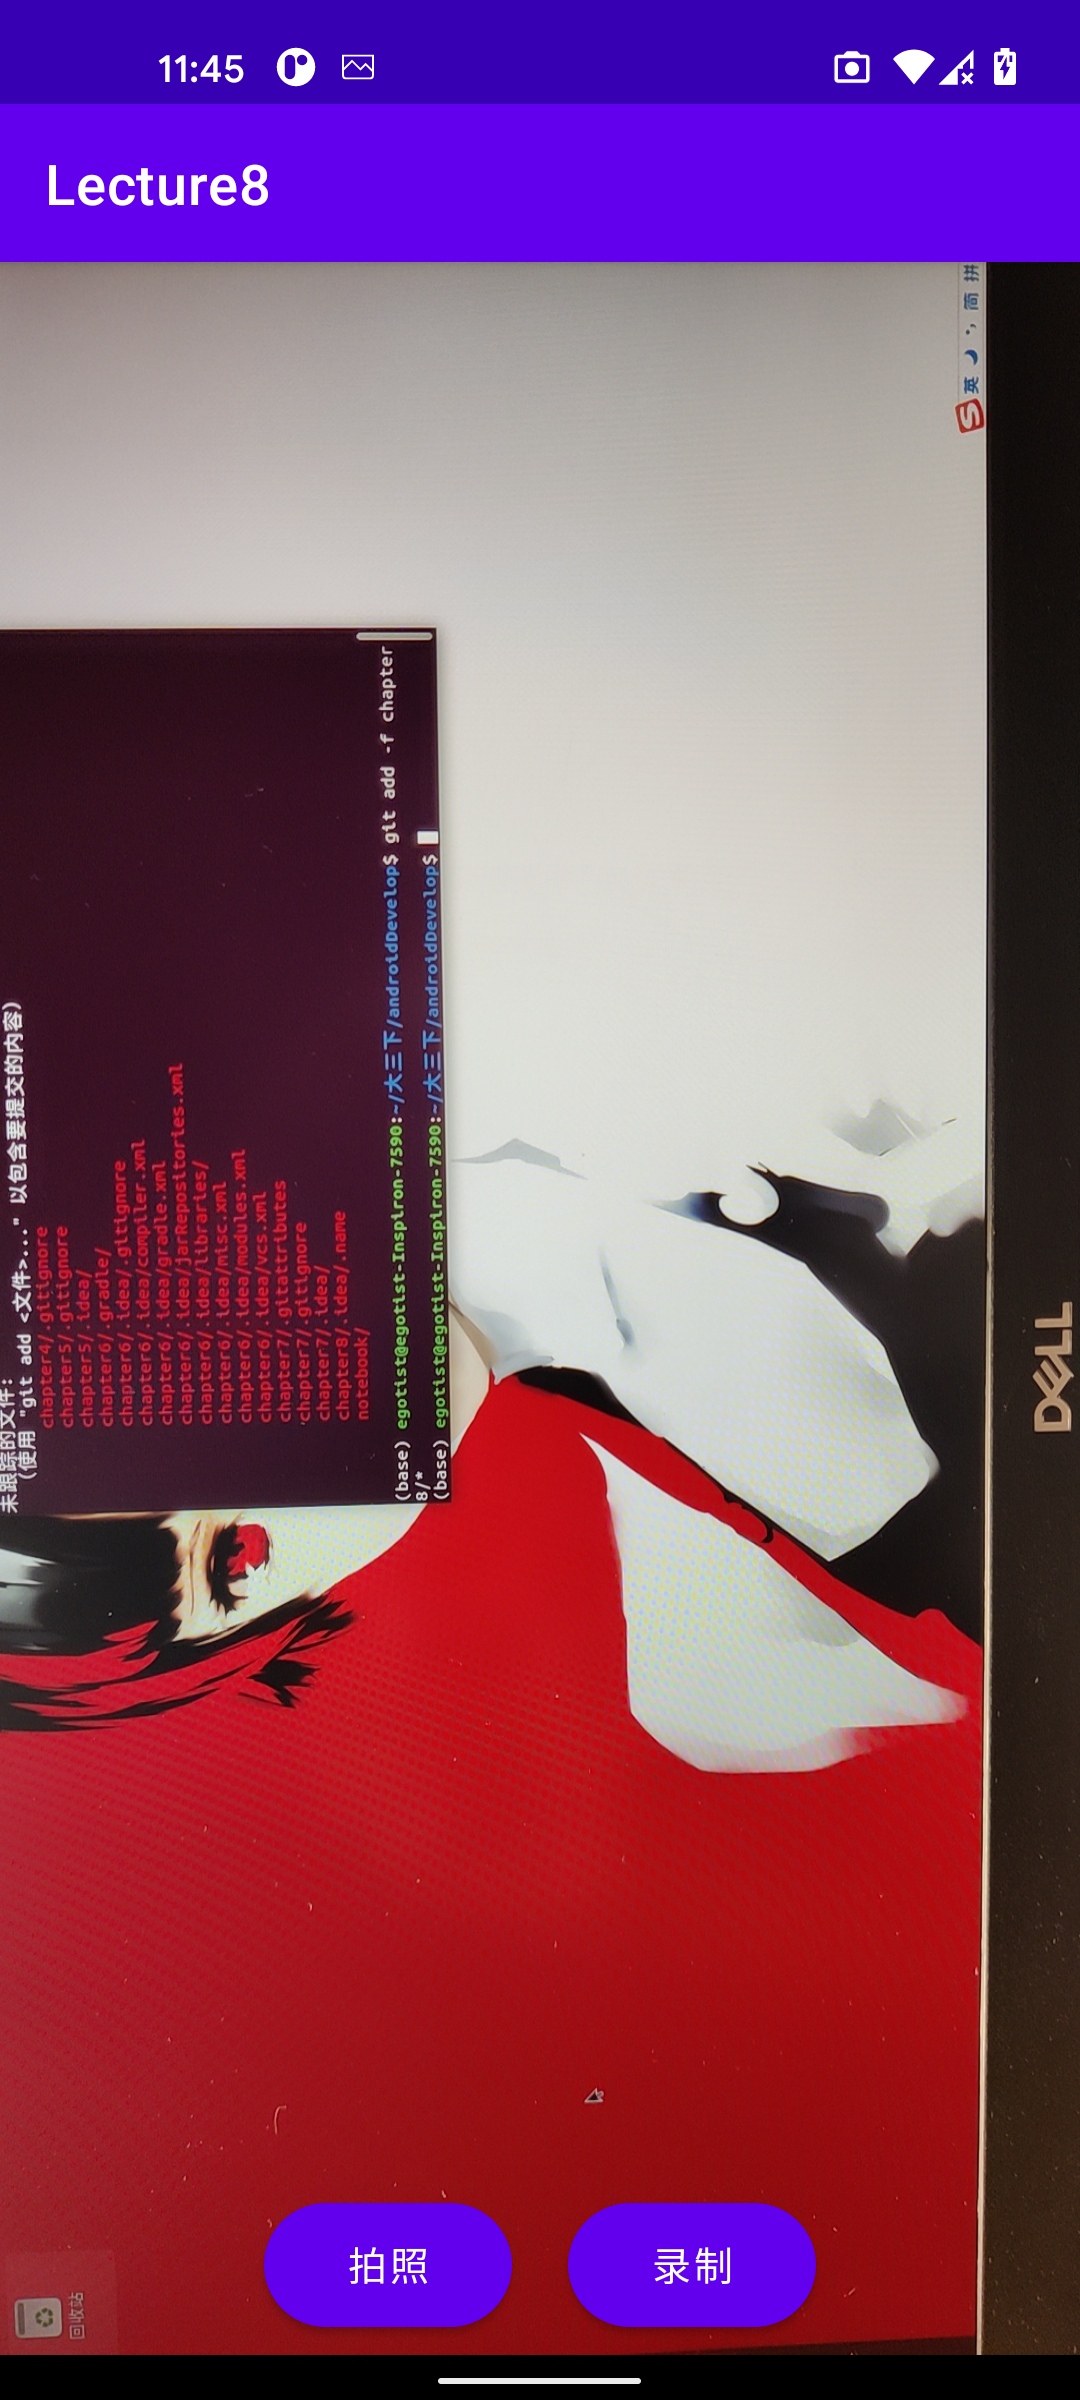 11:45
Lecture8
英 简 拼
未跟踪的文件:
(使用 "git add <文件>..." 以包含要提交的内容)
chapter4/.gitignore
chapter5/.gitignore
chapter5/.idea/
chapter6/.gradle/
chapter6/.idea/.gitignore
chapter6/.idea/compiler.xml
chapter6/.idea/gradle.xml
chapter6/.idea/jarRepositories.xml
chapter6/.idea/libraries/
chapter6/.idea/misc.xml
chapter6/.idea/modules.xml
chapter6/.idea/vcs.xml
chapter7/.gitattributes
chapter7/.gitignore
chapter7/.idea/
chapter8/.idea/.name
notebook/
(base) egotist@egotist-Inspiron-7590:~/大三下/androidDevelop$ git add -f chapter
8/*
(base) egotist@egotist-Inspiron-7590:~/大三下/androidDevelop$
DELL
回收站
拍照
录制